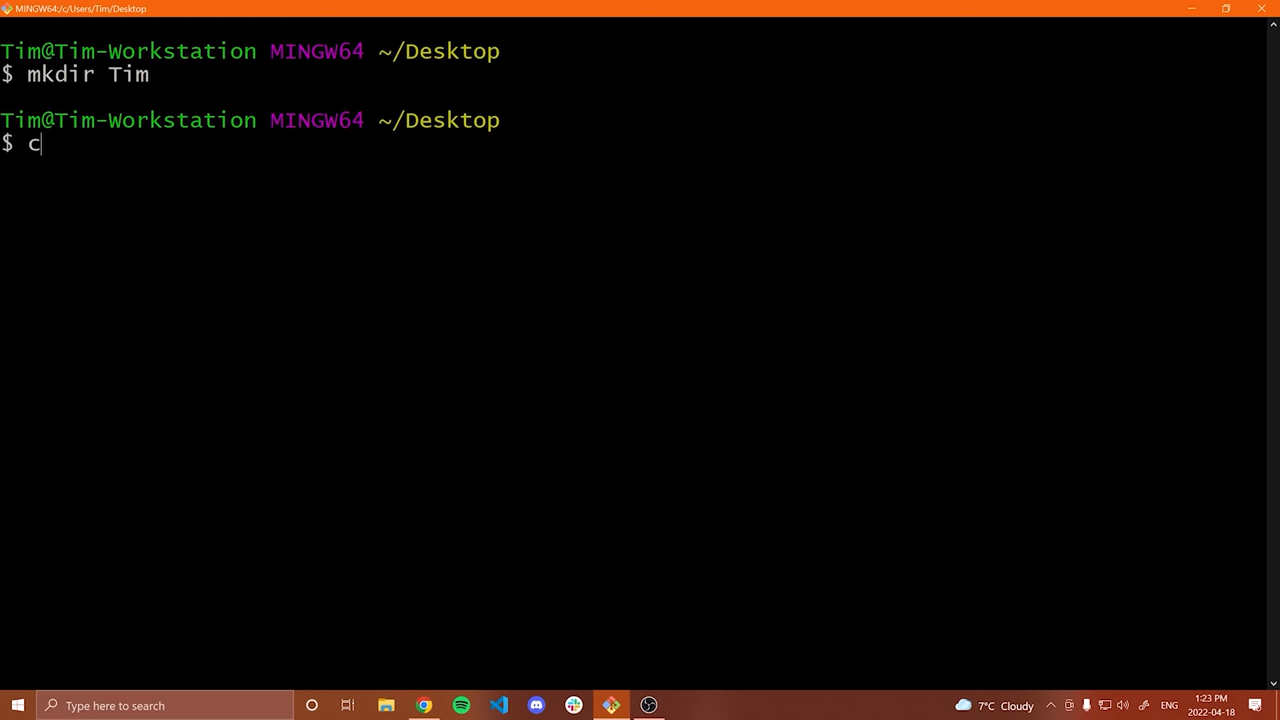 MINGW64:/c/Users/Tim/Desktop
Tim@Tim-Workstation MINGW64 ~/Desktop
$ mkdir Tim
Tim@Tim-Workstation MINGW64 ~/Desktop
$ c
Type here to search
7°C Cloudy
ENG
1:23 PM
2022-04-18